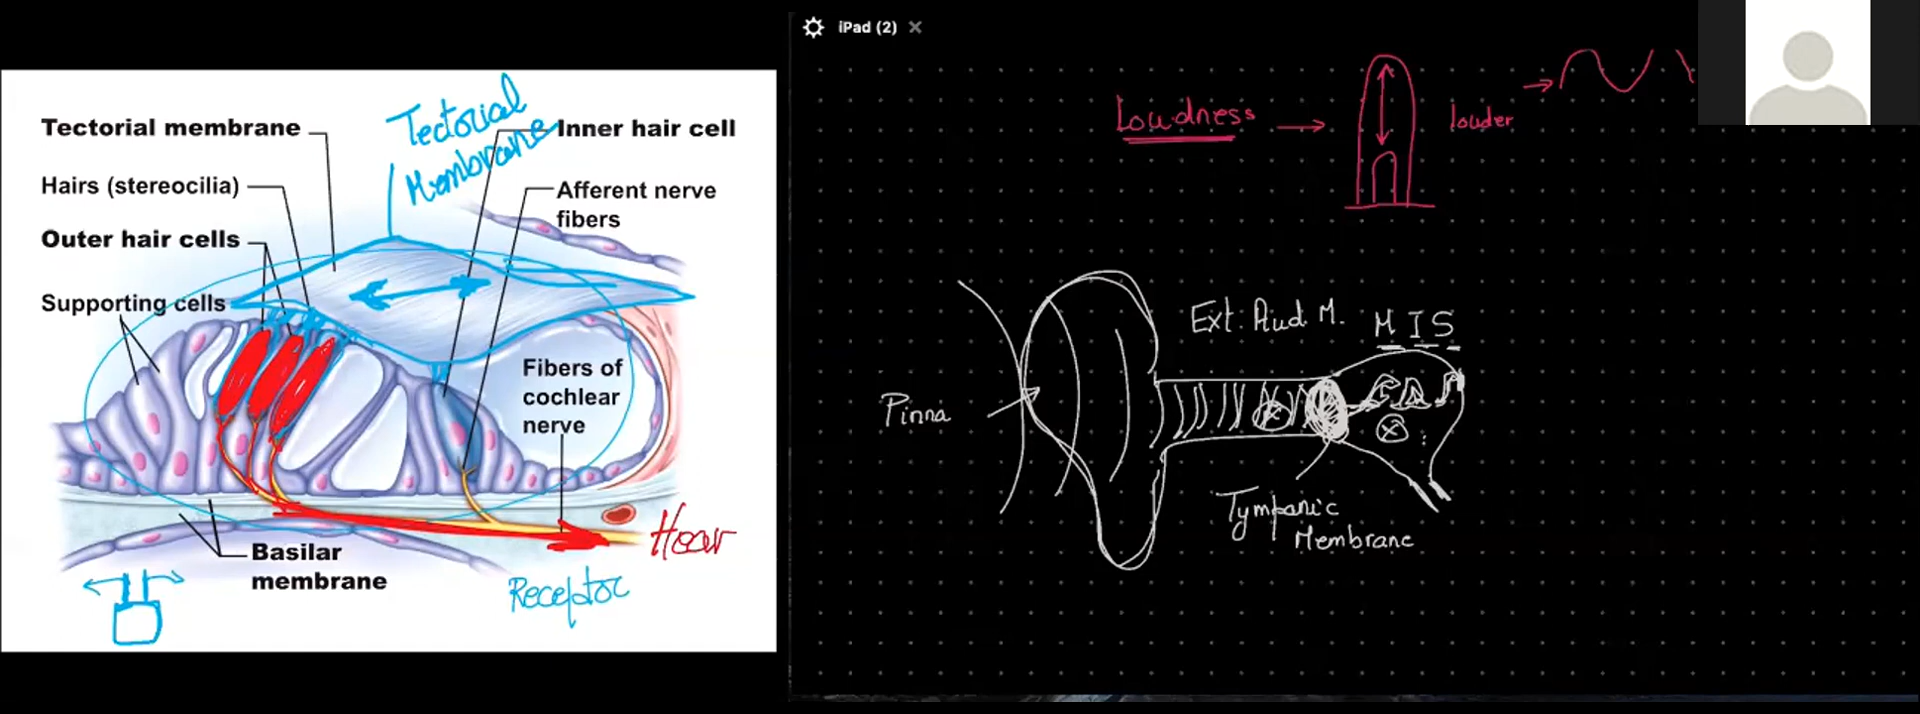 Tectorial membrane
Hairs (stereocilia)
Outer hair cells
Supporting cells
Tectorial
Membrane
Inner hair cell
Afferent nerve
fibers
Fibers of
cochlear
nerve
Basilar
membrane
Hear
Receptor
iPad (2)
Loudness
louder
Ext. Aud. M.
M I S
Pinna
Tympanic
Membrane